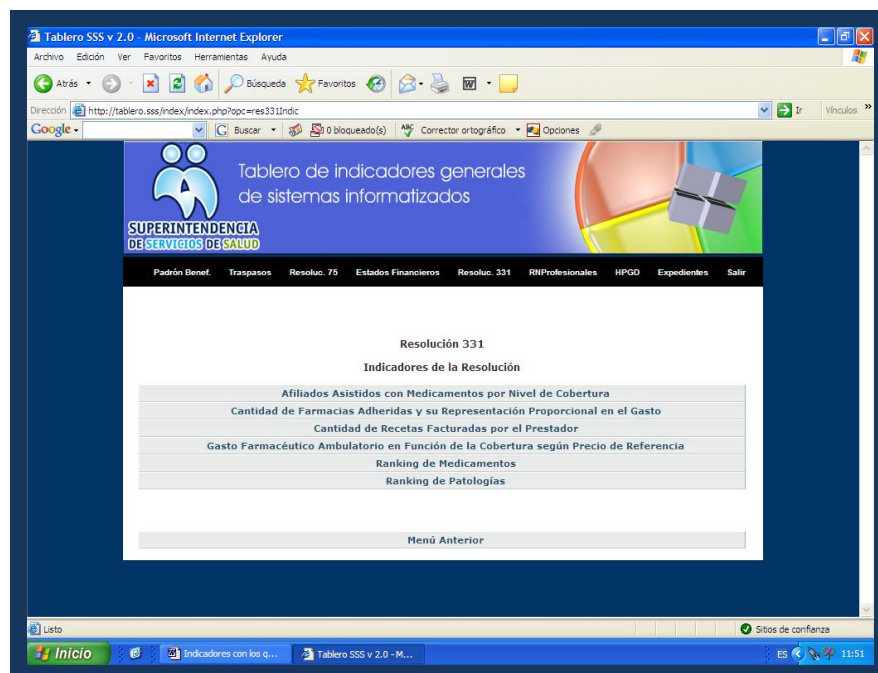 Tablero SSS v 2.0 - Microsoft Internet Explorer
Archivo Edición Ver Favoritos Herramientas Ayuda
Atrás Búsqueda Favoritos
Dirección http://tablero.sss/index/index.php?opc=res331Indic Ir Vínculos »
Google Buscar 0 bloqueado(s) ABC Corrector ortográfico Opciones
Tablero de indicadores generales
de sistemas informatizados
SUPERINTENDENCIA
DE SERVICIOS DE SALUD
Padrón Benef. Traspasos Resoluc. 75 Estados Financieros Resoluc. 331 RNProfesionales HPGD Expedientes Salir
Resolución 331
Indicadores de la Resolución
Afiliados Asistidos con Medicamentos por Nivel de Cobertura
Cantidad de Farmacias Adheridas y su Representación Proporcional en el Gasto
Cantidad de Recetas Facturadas por el Prestador
Gasto Farmacéutico Ambulatorio en Función de la Cobertura según Precio de Referencia
Ranking de Medicamentos
Ranking de Patologías
Menú Anterior
Listo Sitios de confianza
Inicio Indicadores con los q... Tablero SSS v 2.0 - M... ES 11:51